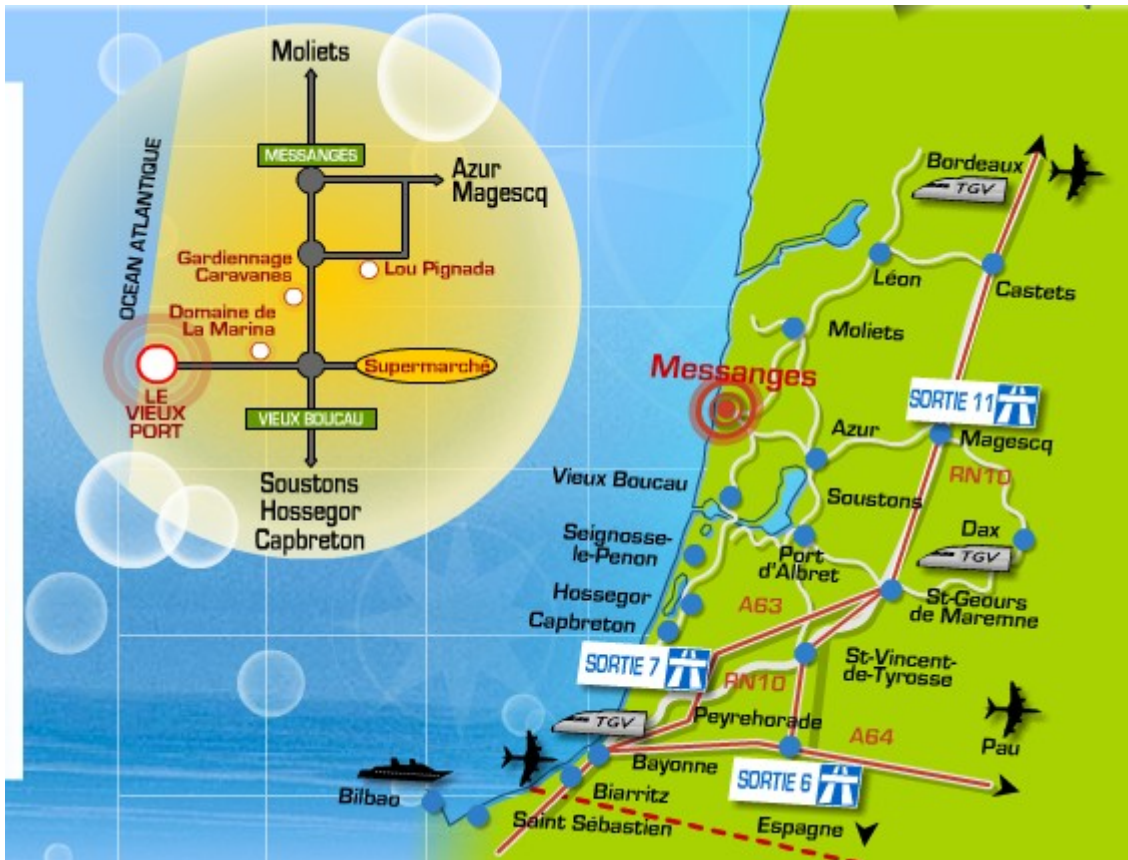 Moliets
MESSANGES
Azur
Magescq
OCEAN ATLANTIQUE
Gardiennage
Caravanes
Lou Pignada
Domaine de
La Marina
Supermarché
LE
VIEUX
PORT
VIEUX BOUCAU
Soustons
Hossegor
Capbreton
Bordeaux
TGV
Léon
Castets
Moliets
Messanges
SORTIE 11
Azur
Magescq
RN10
Vieux Boucau
Soustons
Seignosse-
le-Penon
Port
d'Albret
Dax
TGV
Hossegor
A63
St-Geours
de Maremne
Capbreton
SORTIE 7
St-Vincent-
de-Tyrosse
RN10
TGV
Peyrehorade
A64
Pau
Bayonne
SORTIE 6
Bilbao
Biarritz
Saint Sébastien
Espagne